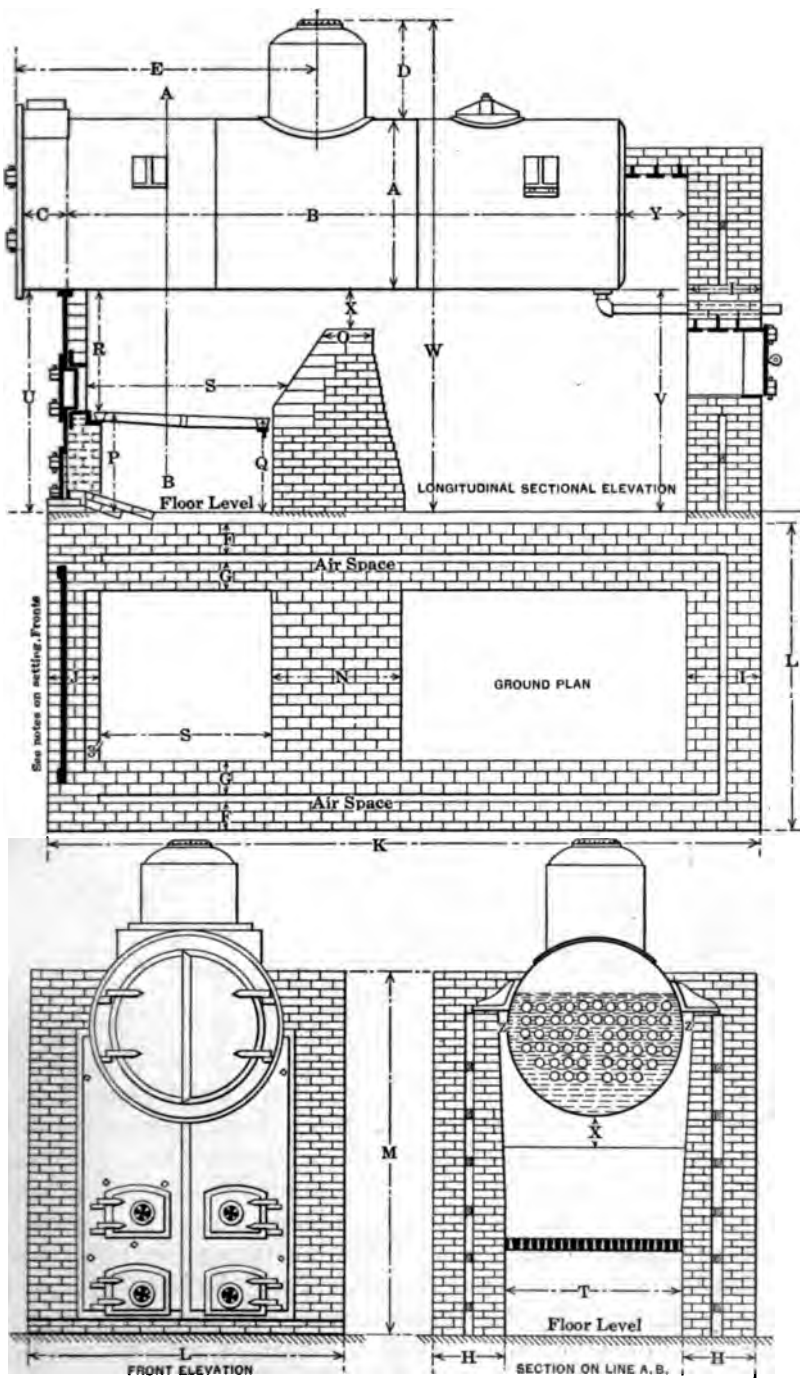 E
A
D
A
C
B
Y
I
X
O
R
W
S
U
V
P
Q
B
Floor Level
LONGITUDINAL SECTIONAL ELEVATION
F
Air Space
G
See notes on setting, Fronts
L
J
N
GROUND PLAN
I
S
3"
G
Air Space
F
K
Z
Z
X
M
T
Floor Level
L
H
H
FRONT ELEVATION
SECTION ON LINE A.B.